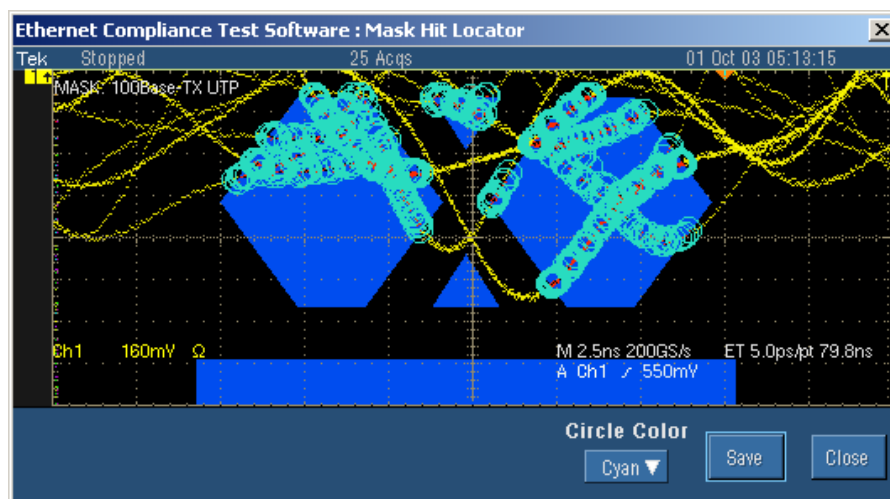 Ethernet Compliance Test Software : Mask Hit Locator
Tek Stopped 25 Acqs 01 Oct 03 05:13:15
1
MASK: 100Base-TX UTP
Ch1 160mV Ω M 2.5ns 200GS/s ET 5.0ps/pt 79.8ns
A Ch1 ⁄ 550mV
Circle Color
Cyan ▼
Save
Close